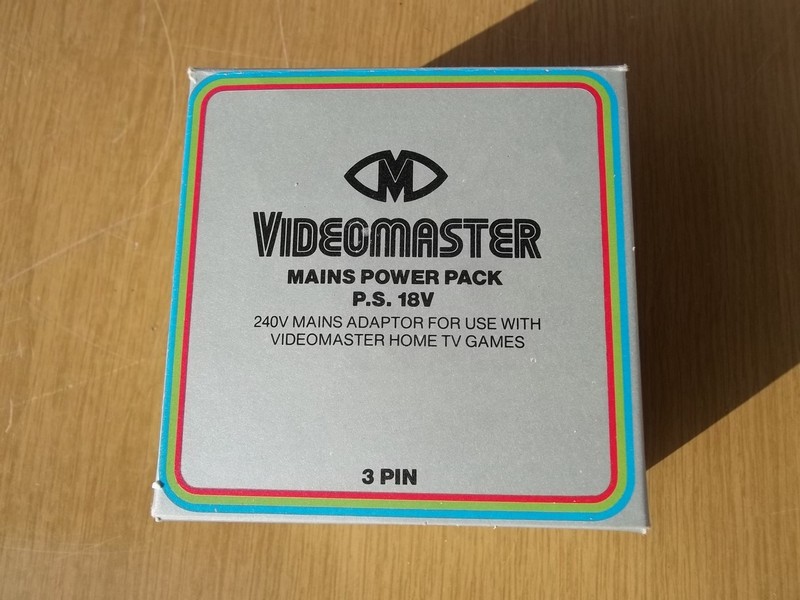 M
VIDEOMASTER
MAINS POWER PACK
P.S. 18V
240V MAINS ADAPTOR FOR USE WITH
VIDEOMASTER HOME TV GAMES
3 PIN